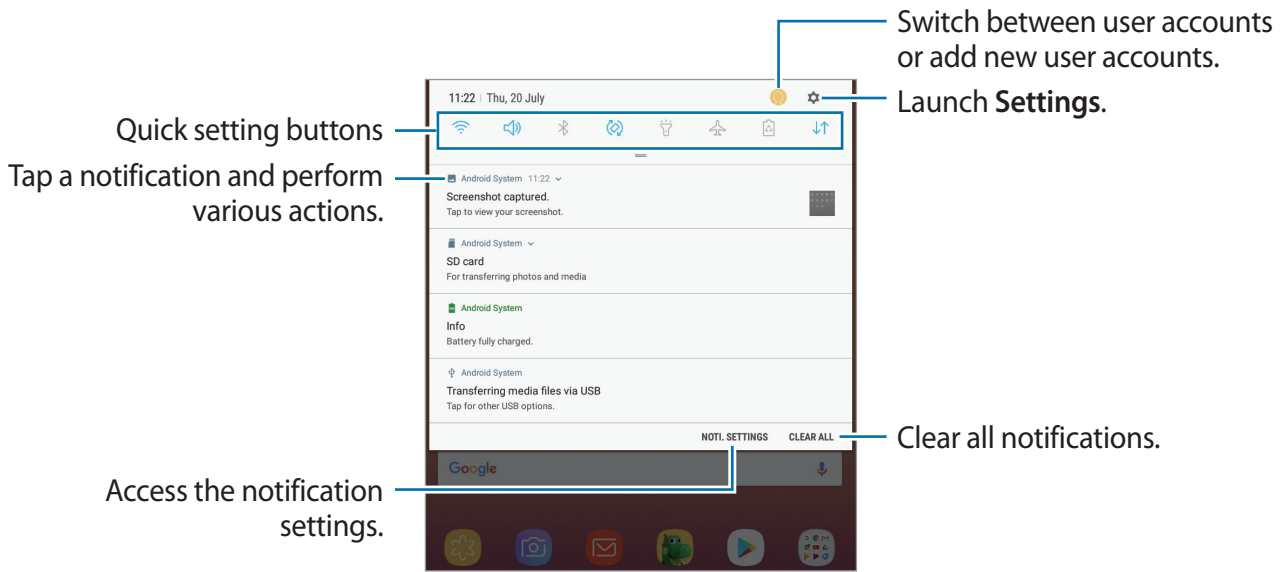 Switch between user accounts
or add new user accounts.
11:22 | Thu, 20 July
Launch Settings.
Quick setting buttons
Tap a notification and perform
various actions.
Android System 11:22
Screenshot captured.
Tap to view your screenshot.
Android System
SD card
For transferring photos and media
Android System
Info
Battery fully charged.
Android System
Transferring media files via USB
Tap for other USB options.
NOTI. SETTINGS CLEAR ALL
Clear all notifications.
Google
Access the notification
settings.